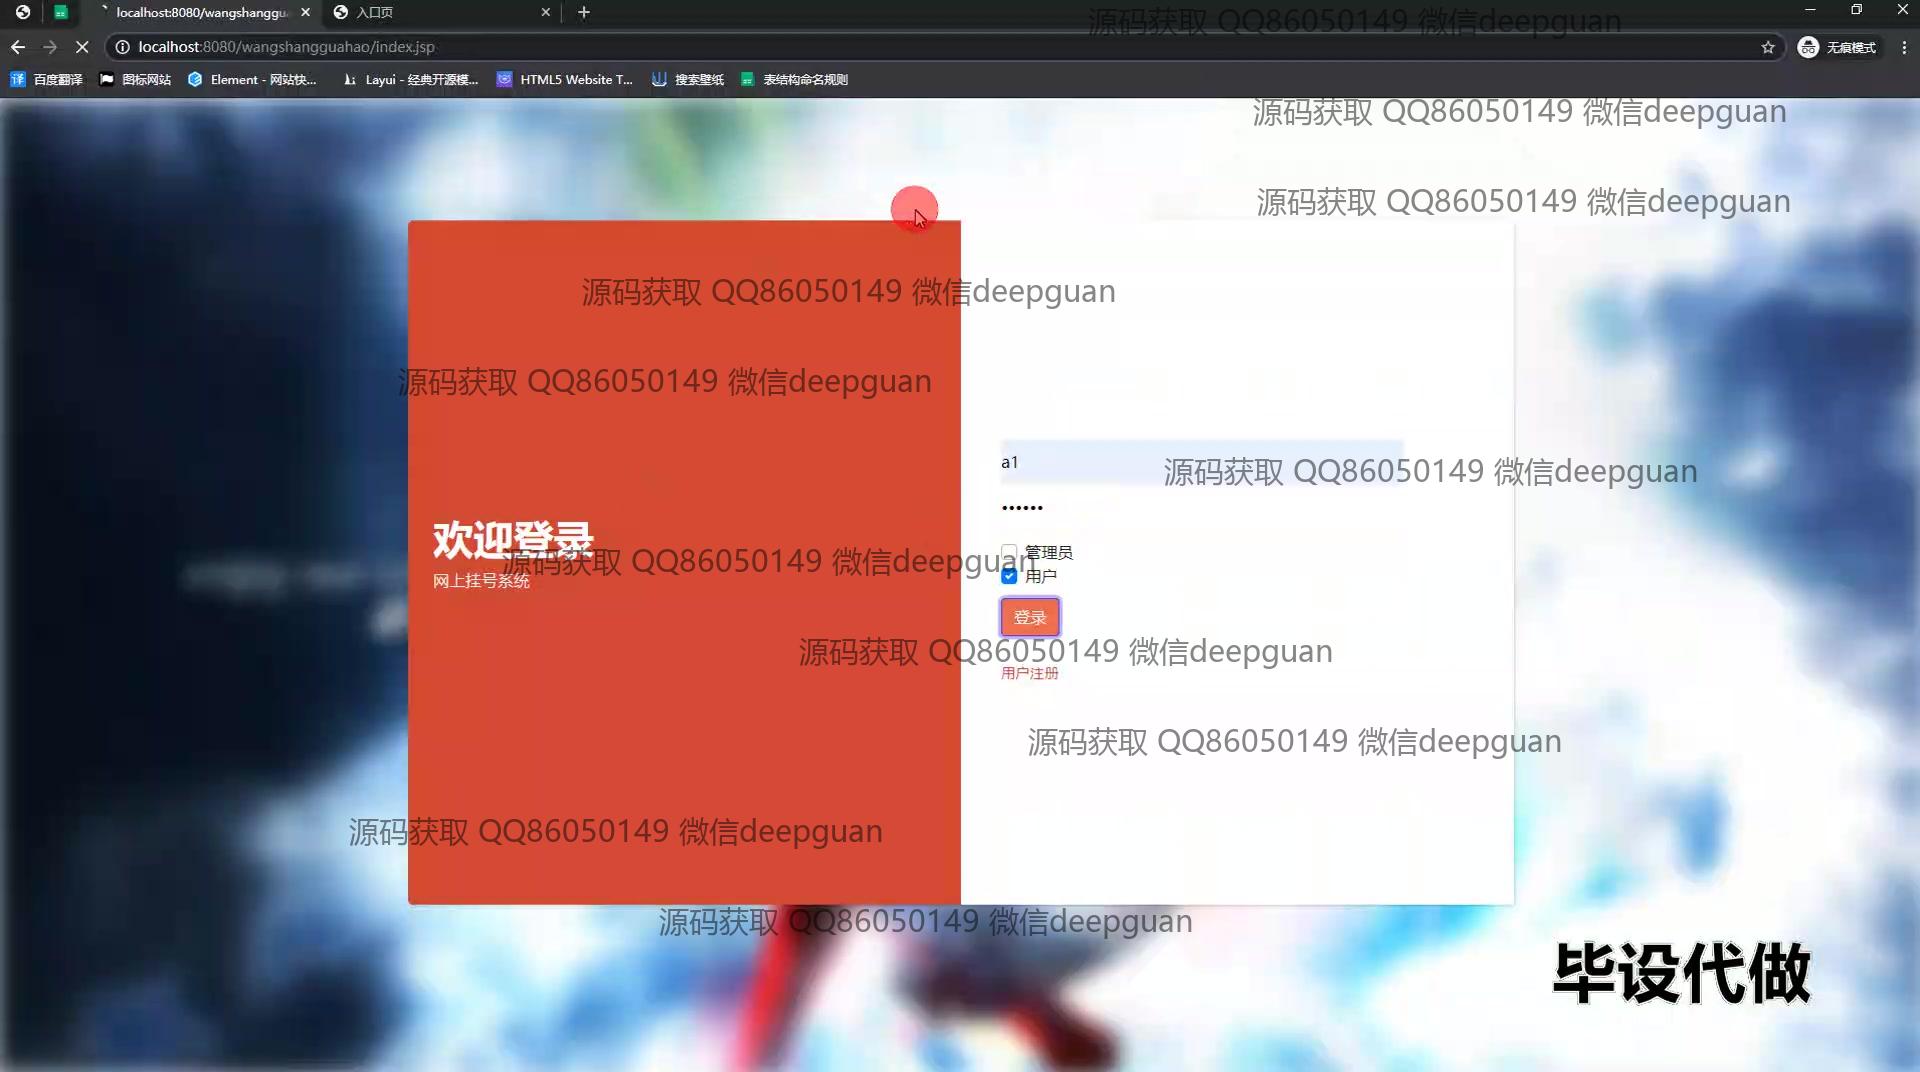 localhost:8080/wangshanggua
入口页
源码获取 QQ86050149 微信deepguan
localhost:8080/wangshangguahao/index.jsp
无痕模式
百度翻译
图标网站
Element - 网站快...
Layui - 经典开源模...
HTML5 Website T...
搜索壁纸
表结构命名规则
源码获取 QQ86050149 微信deepguan
源码获取 QQ86050149 微信deepguan
源码获取 QQ86050149 微信deepguan
源码获取 QQ86050149 微信deepguan
a1
源码获取 QQ86050149 微信deepguan
••••••
欢迎登录
管理员
源码获取 QQ86050149 微信deepguan
网上挂号系统
用户
登录
源码获取 QQ86050149 微信deepguan
用户注册
源码获取 QQ86050149 微信deepguan
源码获取 QQ86050149 微信deepguan
源码获取 QQ86050149 微信deepguan
毕设代做